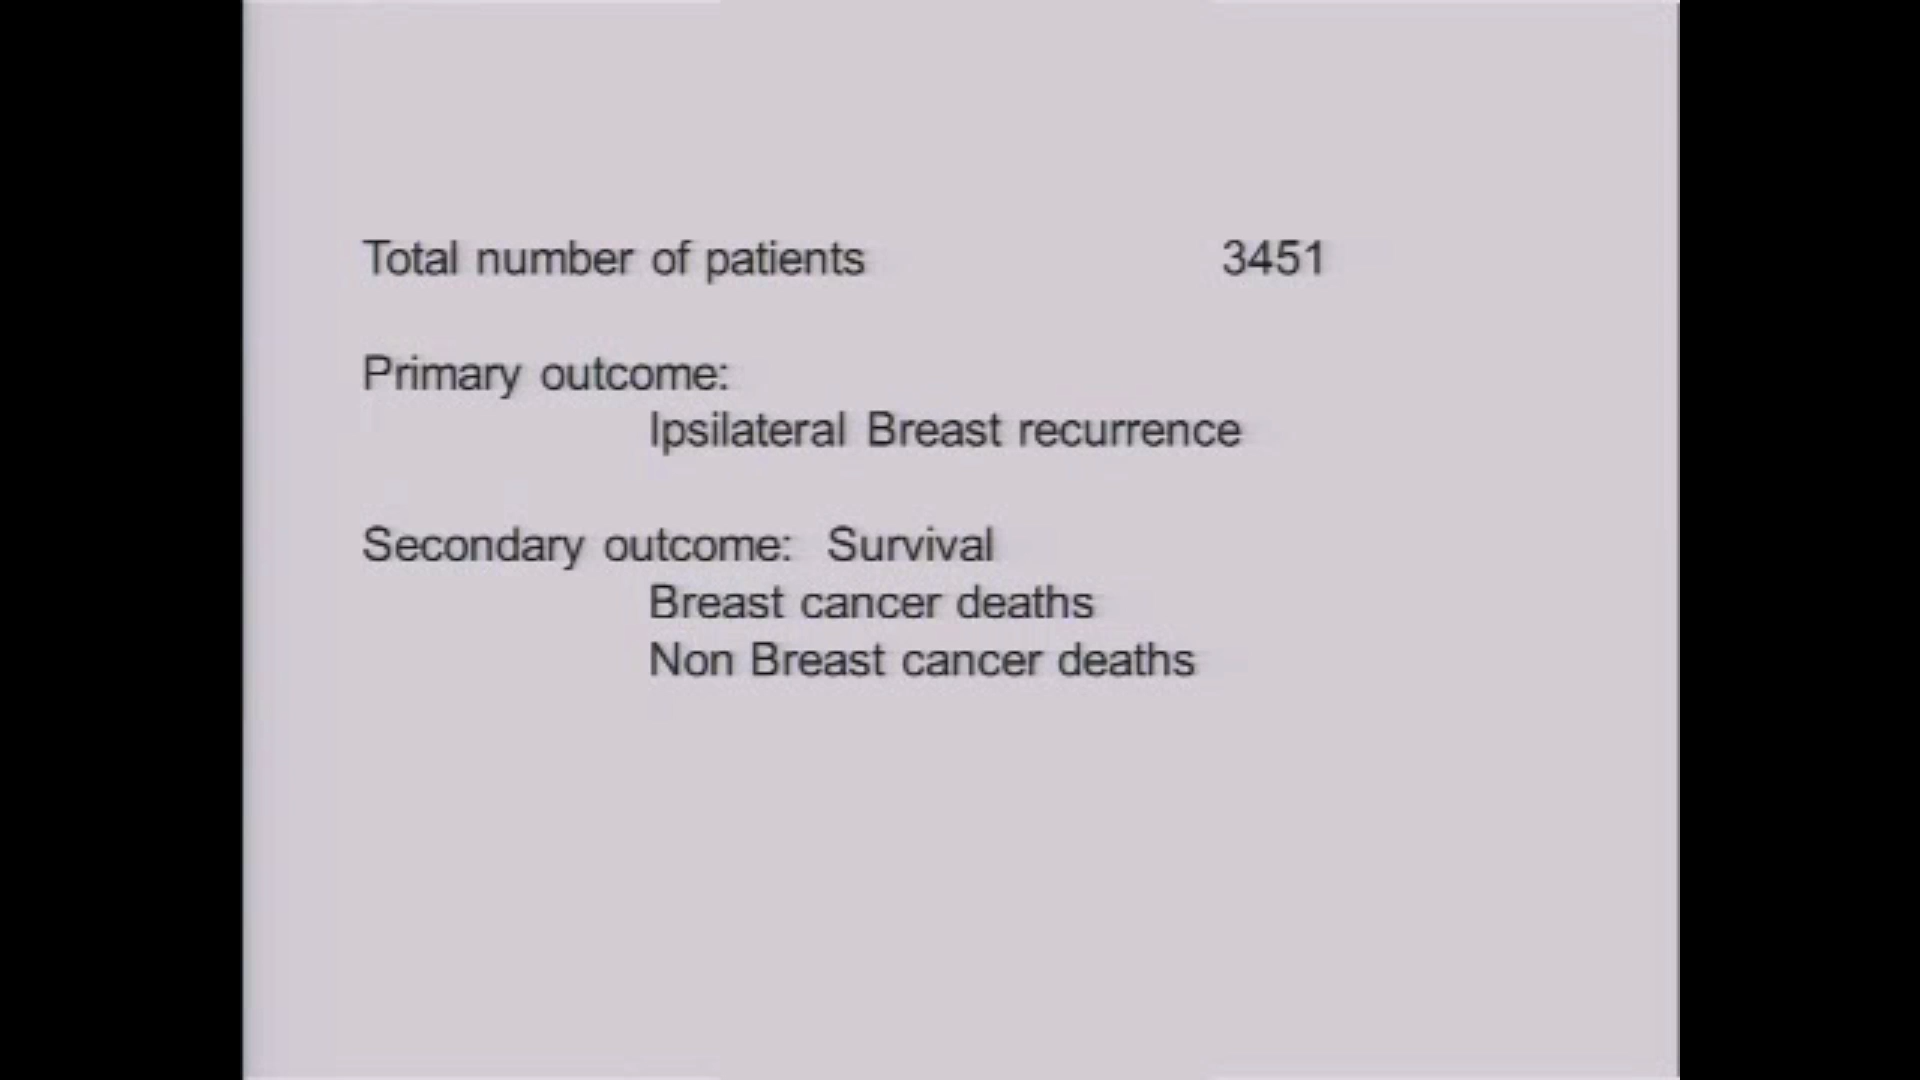 Total number of patients 3451
Primary outcome:
Ipsilateral Breast recurrence
Secondary outcome: Survival
Breast cancer deaths
Non Breast cancer deaths